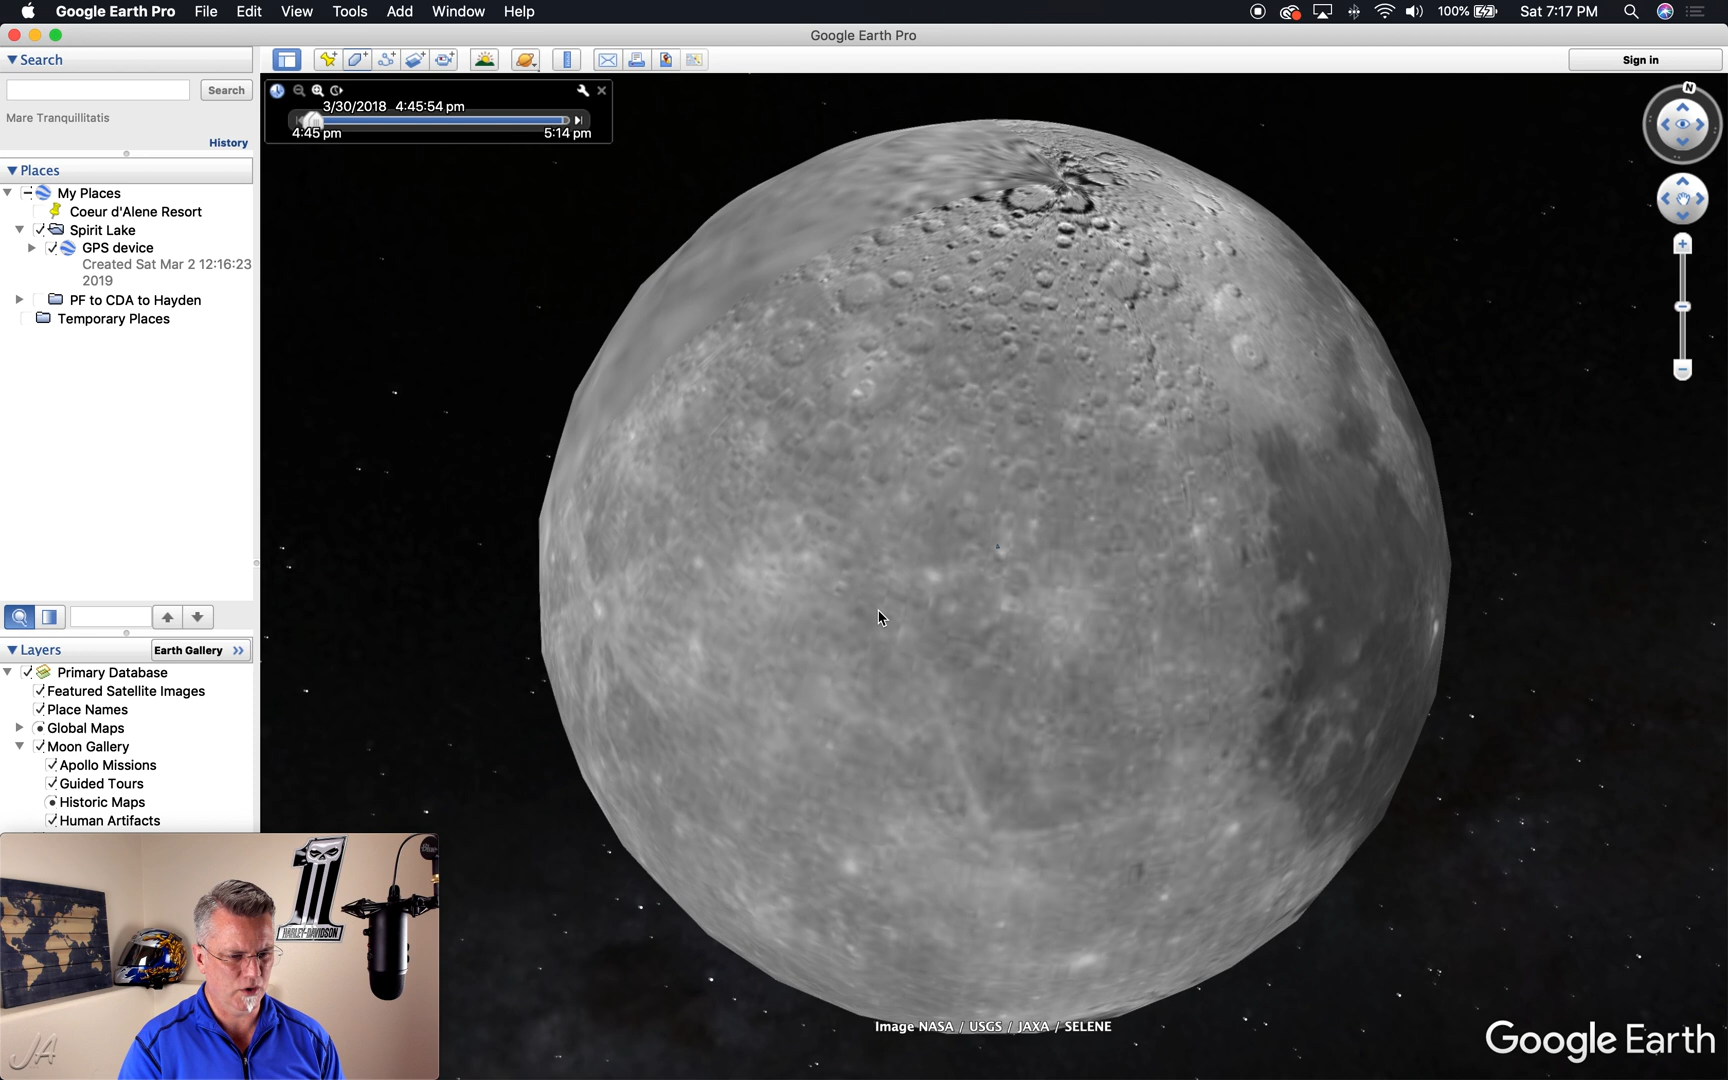 Google Earth Pro File Edit View Tools Add Window Help 100% Sat 7:17 PM
Google Earth Pro
Search
Search
Mare Tranquillitatis
History
Places
My Places
Coeur d'Alene Resort
Spirit Lake
GPS device
Created Sat Mar 2 12:16:23
2019
PF to CDA to Hayden
Temporary Places
Layers Earth Gallery
Primary Database
Featured Satellite Images
Place Names
Global Maps
Moon Gallery
Apollo Missions
Guided Tours
Historic Maps
Human Artifacts
Sign in
3/30/2018 4:45:54 pm
4:45 pm 5:14 pm
N
1
HARLEY-DAVIDSON
Blue
JA
Image NASA / USGS / JAXA / SELENE
Google Earth